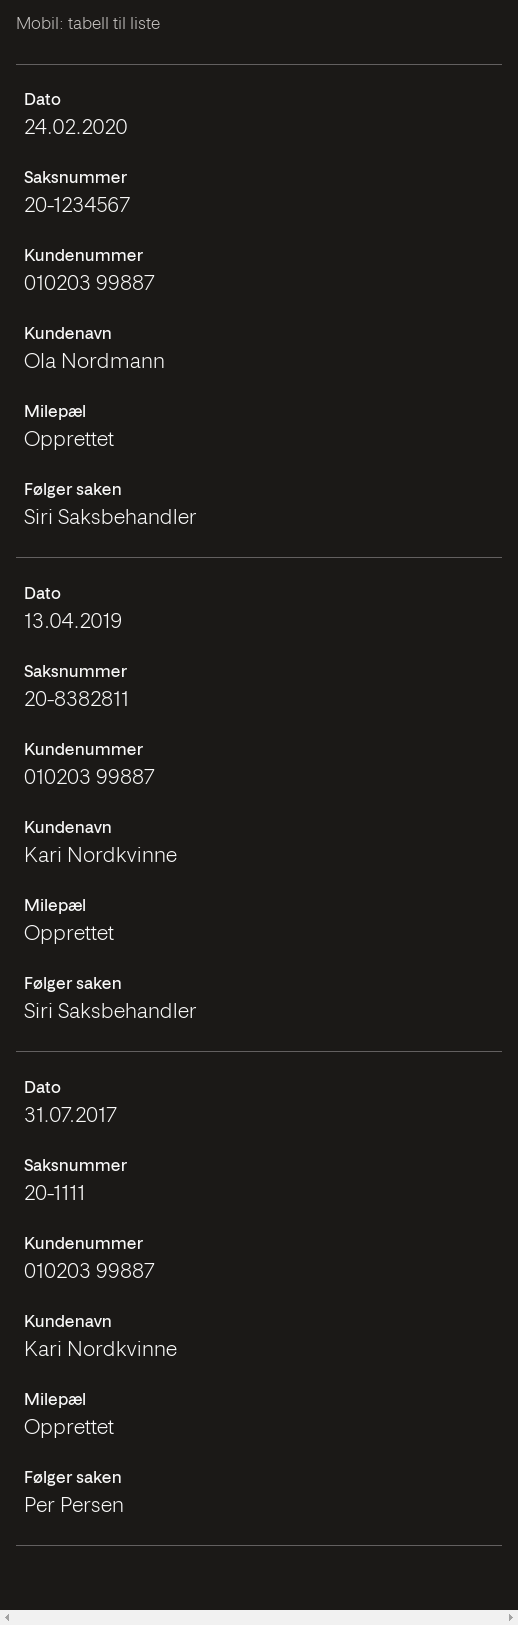 Mobil: tabell til liste
Dato
24.02.2020
Saksnummer
20-1234567
Kundenummer
010203 99887
Kundenavn
Ola Nordmann
Milepæl
Opprettet
Følger saken
Siri Saksbehandler
Dato
13.04.2019
Saksnummer
20-8382811
Kundenummer
010203 99887
Kundenavn
Kari Nordkvinne
Milepæl
Opprettet
Følger saken
Siri Saksbehandler
Dato
31.07.2017
Saksnummer
20-1111
Kundenummer
010203 99887
Kundenavn
Kari Nordkvinne
Milepæl
Opprettet
Følger saken
Per Persen